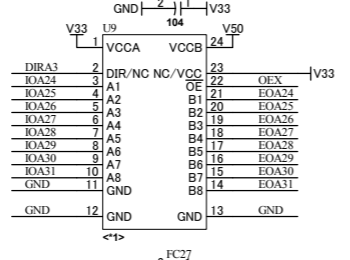 GND 2 1 V33
104
V33 U9 V50
1 VCCA VCCB 24
DIRA3 2 DIR/NC NC/VCC 23 V33
IOA24 3 A1 OE 22 OEX
IOA25 4 A2 B1 21 EOA24
IOA26 5 A3 B2 20 EOA25
IOA27 6 A4 B3 19 EOA26
IOA28 7 A5 B4 18 EOA27
IOA29 8 A6 B5 17 EOA28
IOA30 9 A7 B6 16 EOA29
IOA31 10 A8 B7 15 EOA30
GND 11 GND B8 14 EOA31
GND 12 GND GND 13 GND
<*1>
FC27